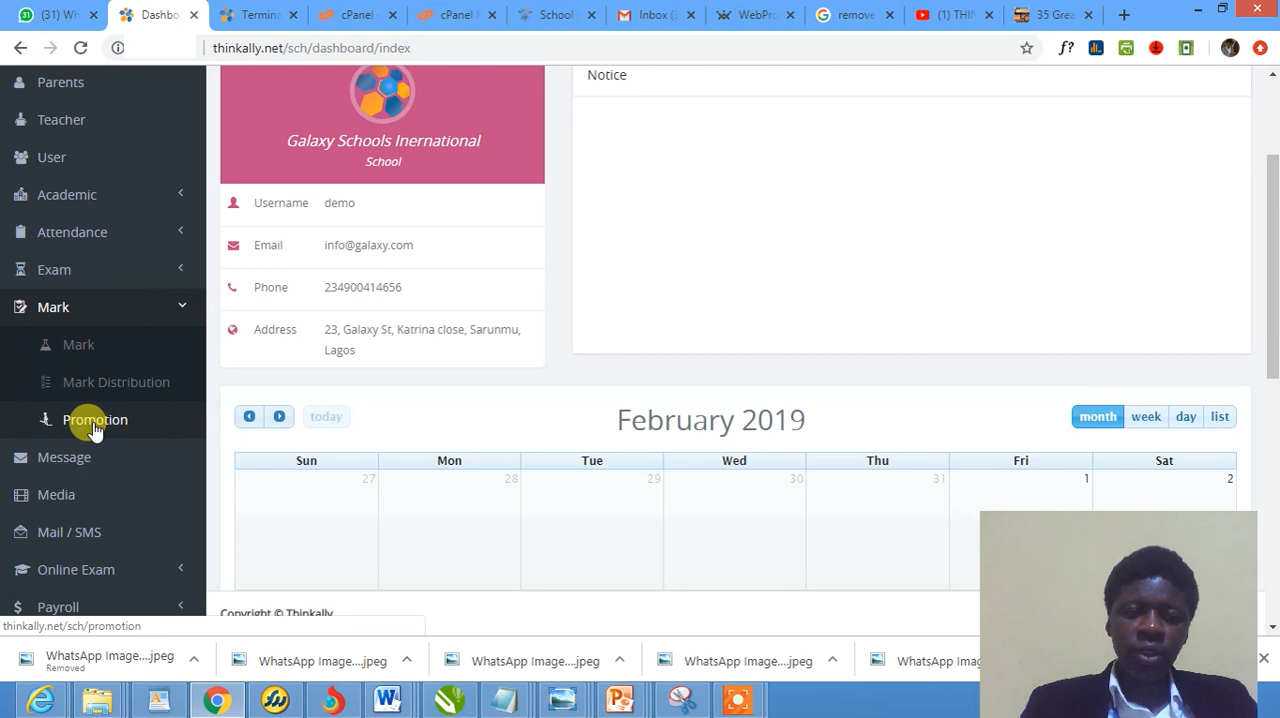 (31) Wh
Dashbo
Termina
cPanel
cPanel F
School
Inbox (3
WebPro
remove
(1) THIN
35 Grea
thinkally.net/sch/dashboard/index
Parents
Teacher
User
Academic
Attendance
Exam
Mark
Mark
Mark Distribution
Promotion
Message
Media
Mail / SMS
Online Exam
Payroll
Galaxy Schools Inernational
School
Username demo
Email info@galaxy.com
Phone 234900414656
Address 23, Galaxy St, Katrina close, Sarunmu,
Lagos
Notice
today
February 2019
month week day list
Sun Mon Tue Wed Thu Fri Sat
27 28 29 30 31 1 2
Copyright © Thinkally
thinkally.net/sch/promotion
WhatsApp Image....jpeg
Removed
WhatsApp Image....jpeg
WhatsApp Image....jpeg
WhatsApp Image....jpeg
WhatsApp Imag